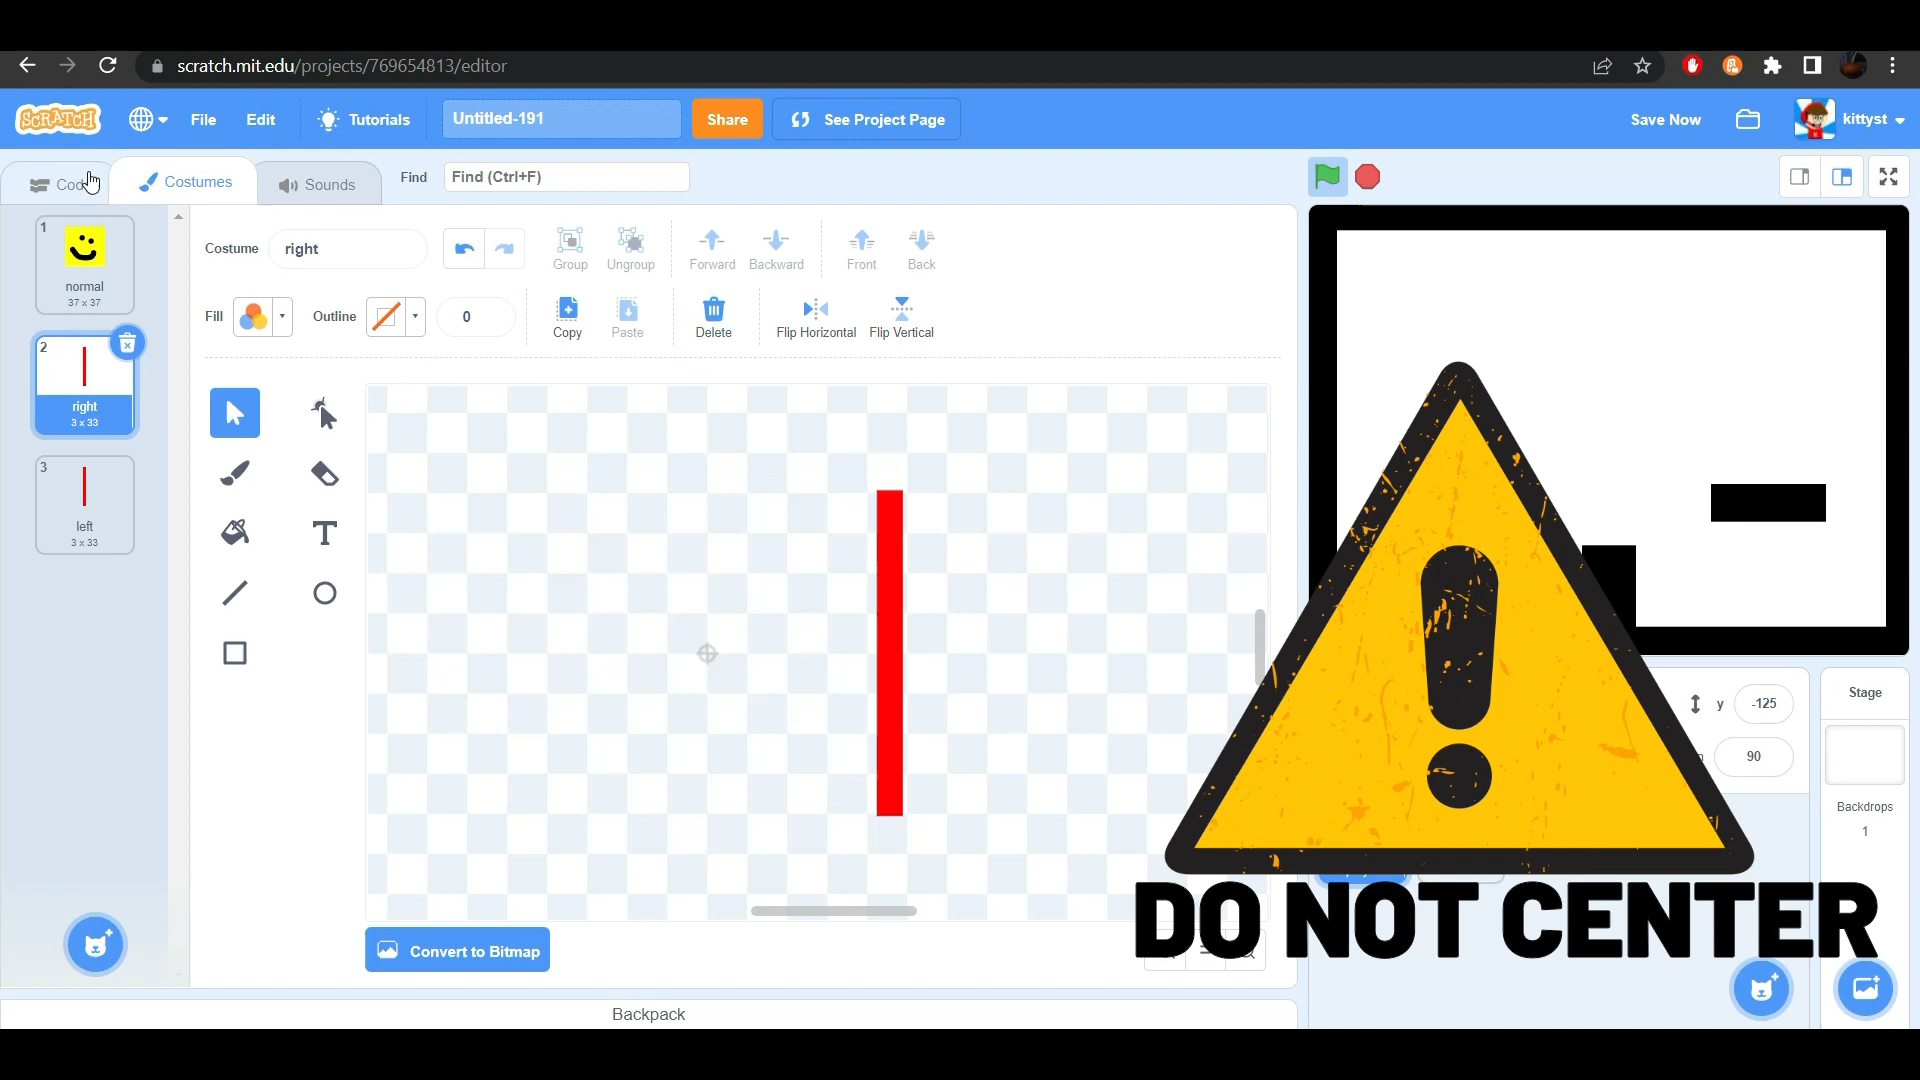 scratch.mit.edu/projects/769654813/editor
SCRATCH
File
Edit
Tutorials
Untitled-191
Share
See Project Page
Save Now
kittyst
Costumes
Sounds
Find
Find (Ctrl+F)
1
normal
37 x 37
2
right
3 x 33
3
left
3 x 33
Costume
right
Group
Ungroup
Forward
Backward
Front
Back
Fill
Outline
0
Copy
Paste
Delete
Flip Horizontal
Flip Vertical
T
Convert to Bitmap
Backpack
y
-125
90
Stage
Backdrops
1
!
DO NOT CENTER